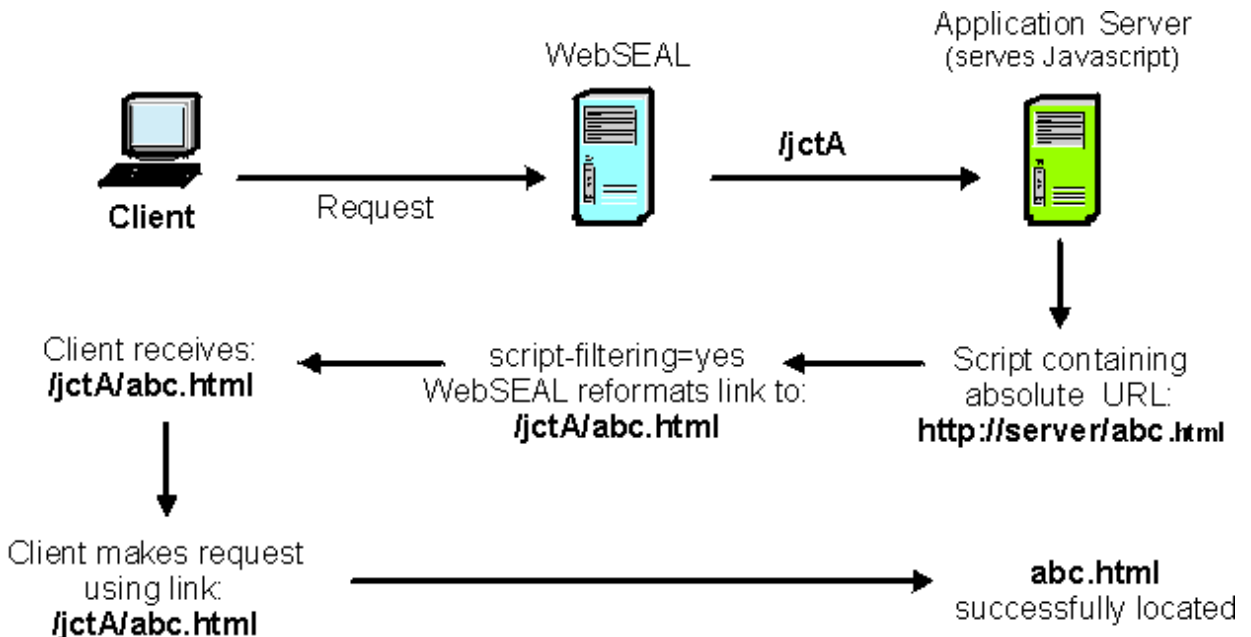 Application Server
(serves Javascript)
WebSEAL
/jctA
Request
Client
Client receives:
/jctA/abc.html
script-filtering=yes
WebSEAL reformats link to:
/jctA/abc.html
Script containing
absolute URL:
http://server/abc.html
Client makes request
using link:
/jctA/abc.html
abc.html
successfully located